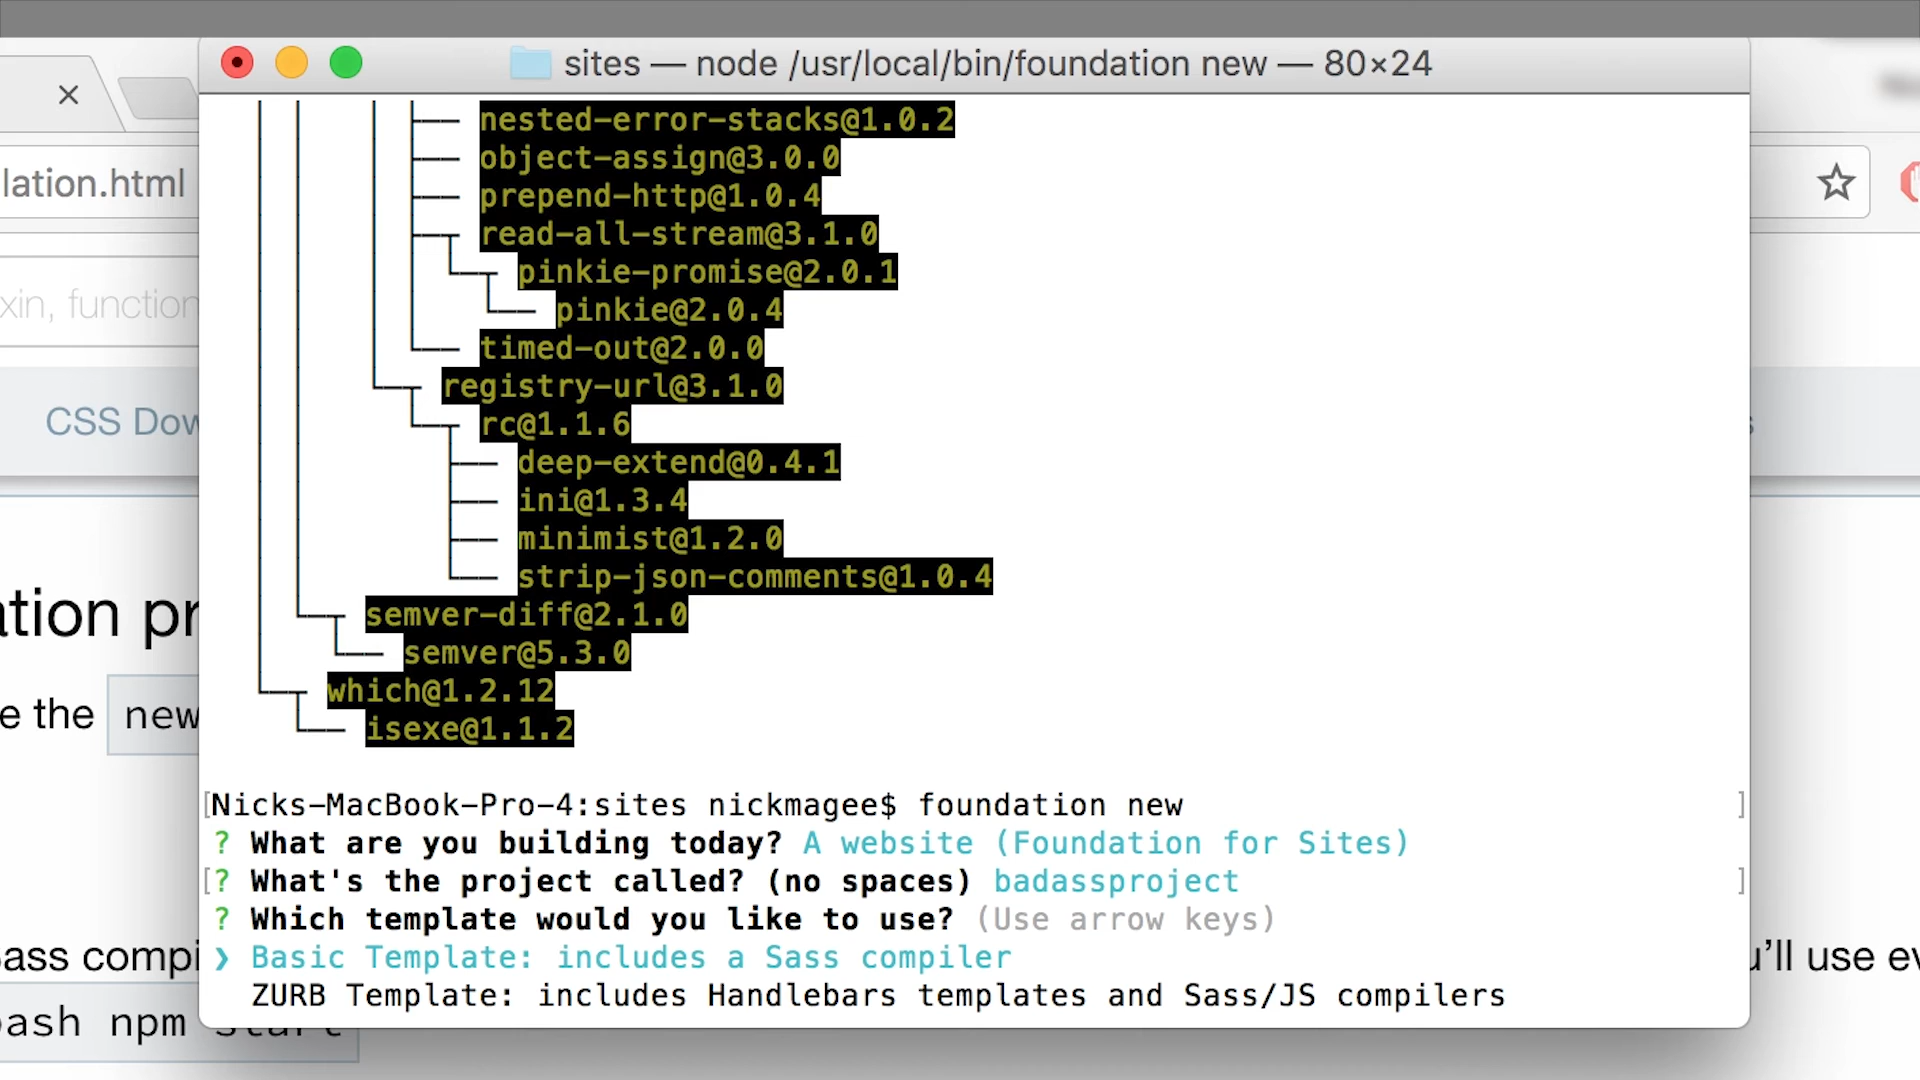 sites — node /usr/local/bin/foundation new — 80×24
lation.html
xin, function
CSS Dow
ation pr
e the new
ass compi
u'll use ev
bash npm start
nested-error-stacks@1.0.2
object-assign@3.0.0
prepend-http@1.0.4
read-all-stream@3.1.0
pinkie-promise@2.0.1
pinkie@2.0.4
timed-out@2.0.0
registry-url@3.1.0
rc@1.1.6
deep-extend@0.4.1
ini@1.3.4
minimist@1.2.0
strip-json-comments@1.0.4
semver-diff@2.1.0
semver@5.3.0
which@1.2.12
isexe@1.1.2
[Nicks-MacBook-Pro-4:sites nickmagee$ foundation new ]
? What are you building today? A website (Foundation for Sites)
[? What's the project called? (no spaces) badassproject ]
? Which template would you like to use? (Use arrow keys)
❯ Basic Template: includes a Sass compiler
ZURB Template: includes Handlebars templates and Sass/JS compilers